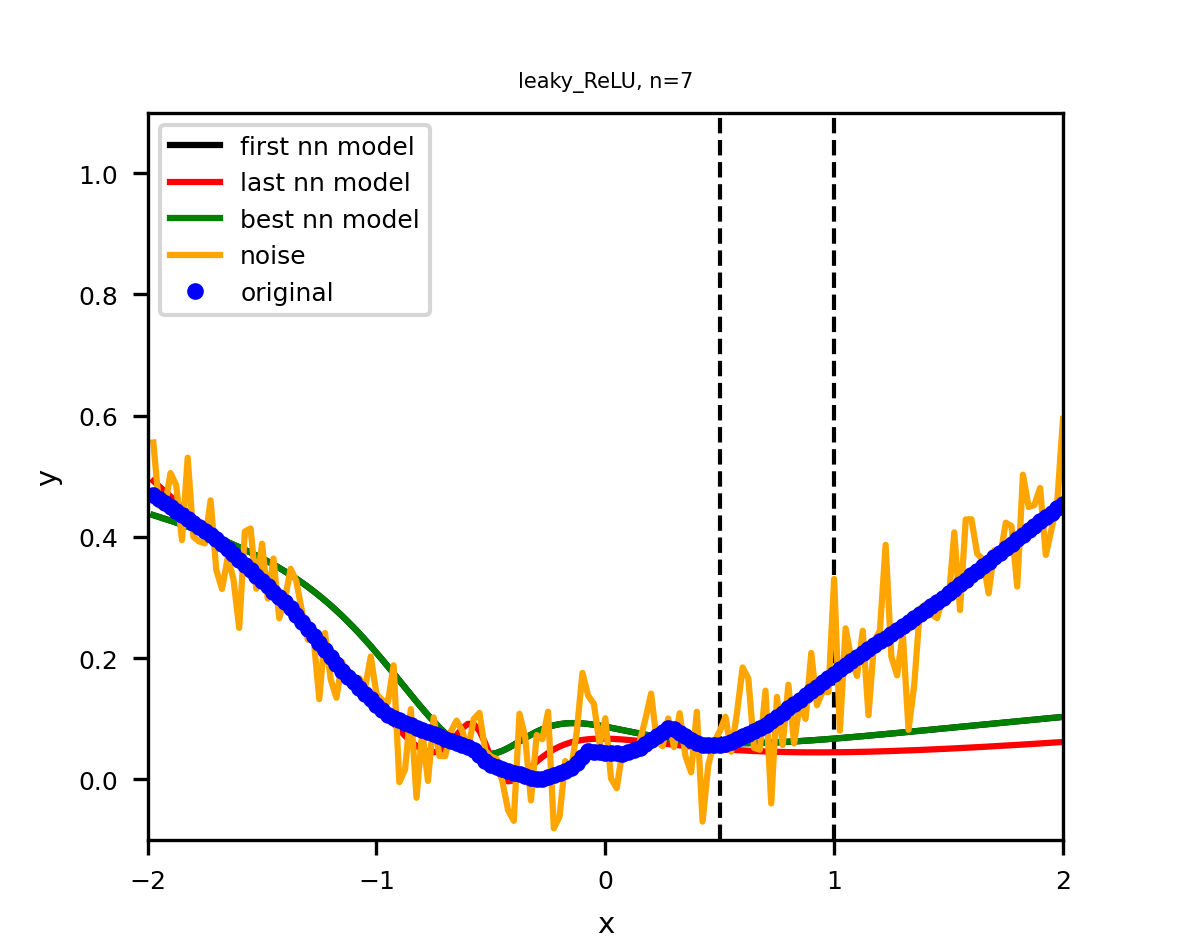 leaky_ReLU, n=7
first nn model
last nn model
best nn model
noise
original
1.0
0.8
0.6
0.4
0.2
0.0
y
−2
−1
0
1
2
x